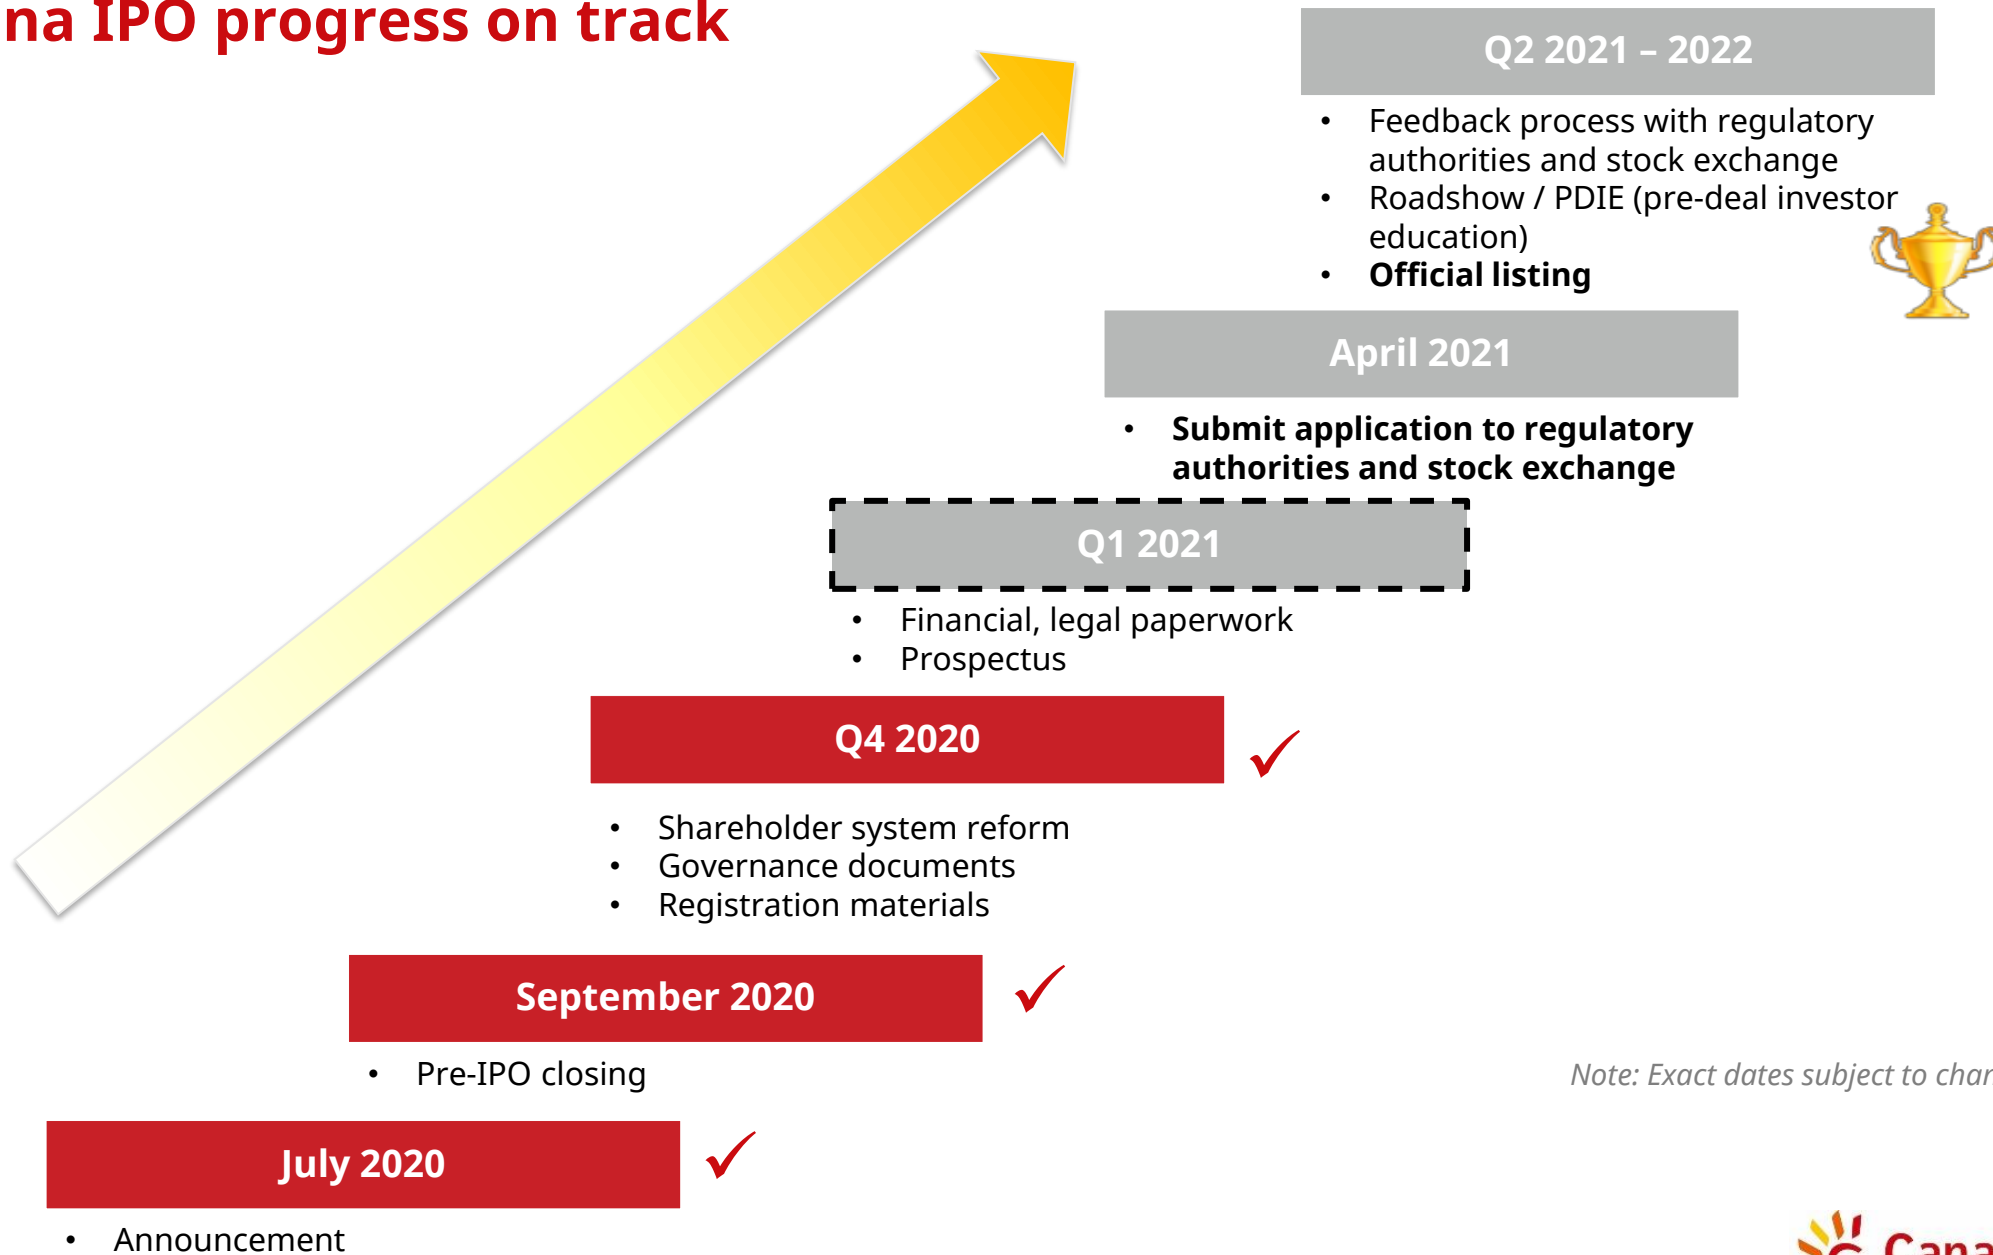 na IPO progress on track
Q2 2021 – 2022
• Feedback process with regulatory
authorities and stock exchange
• Roadshow / PDIE (pre-deal investor
education)
• Official listing
April 2021
• Submit application to regulatory
authorities and stock exchange
Q1 2021
• Financial, legal paperwork
• Prospectus
Q4 2020
• Shareholder system reform
• Governance documents
• Registration materials
September 2020
• Pre-IPO closing
Note: Exact dates subject to
July 2020
• Announcement